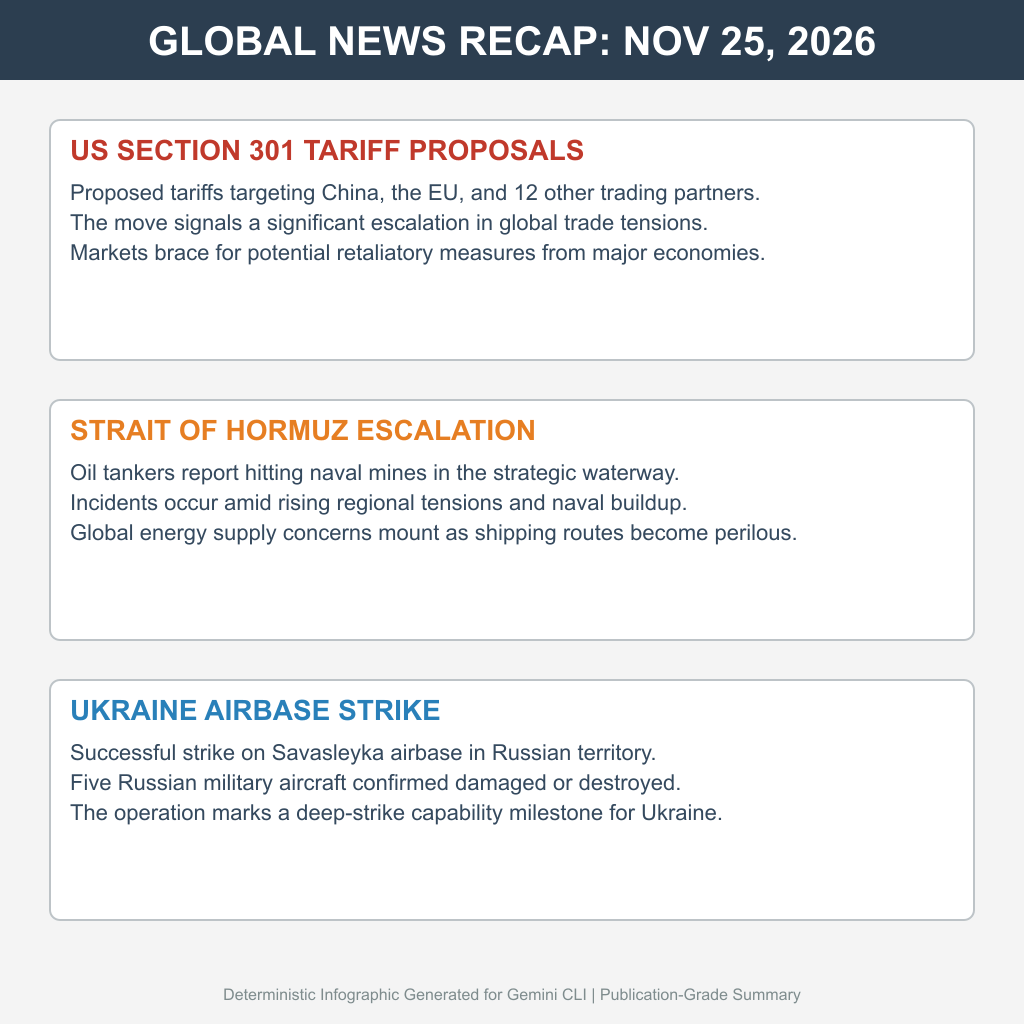 GLOBAL NEWS RECAP: NOV 25, 2026
US SECTION 301 TARIFF PROPOSALS
Proposed tariffs targeting China, the EU, and 12 other trading partners.
The move signals a significant escalation in global trade tensions.
Markets brace for potential retaliatory measures from major economies.
STRAIT OF HORMUZ ESCALATION
Oil tankers report hitting naval mines in the strategic waterway.
Incidents occur amid rising regional tensions and naval buildup.
Global energy supply concerns mount as shipping routes become perilous.
UKRAINE AIRBASE STRIKE
Successful strike on Savasleyka airbase in Russian territory.
Five Russian military aircraft confirmed damaged or destroyed.
The operation marks a deep-strike capability milestone for Ukraine.
Deterministic Infographic Generated for Gemini CLI | Publication-Grade Summary